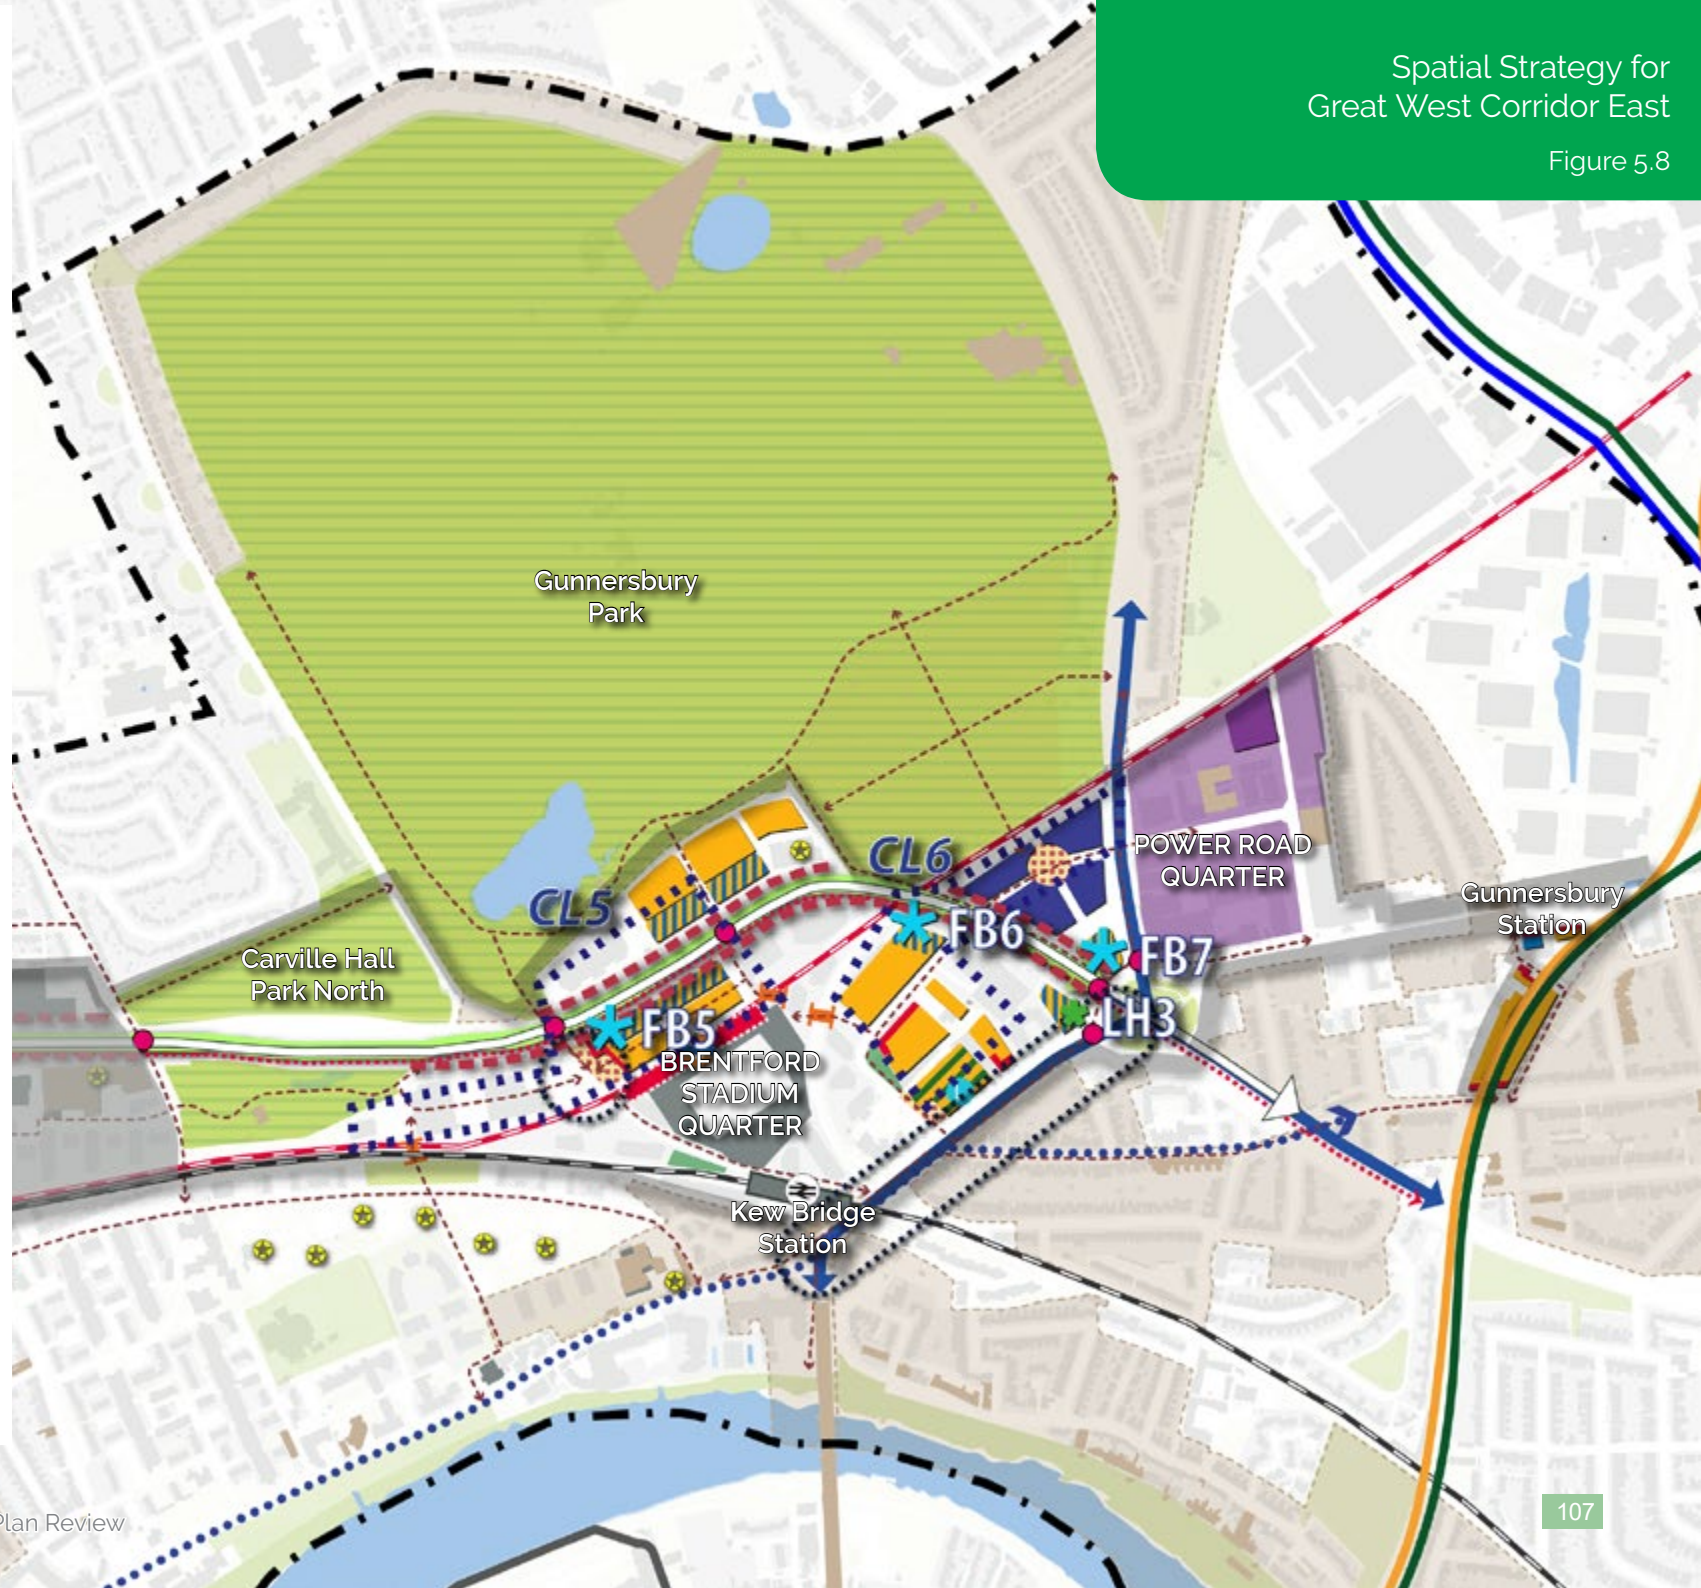 Spatial Strategy for
Great West Corridor East
Figure 5.8
Gunnersbury
Park
CL6
POWER ROAD
QUARTER
CL5
Gunnersbury
Station
FB6
FB7
Carville Hall
Park North
FB5
LH3
BRENTFORD
STADIUM
QUARTER
Kew Bridge
Station
Plan Review
107